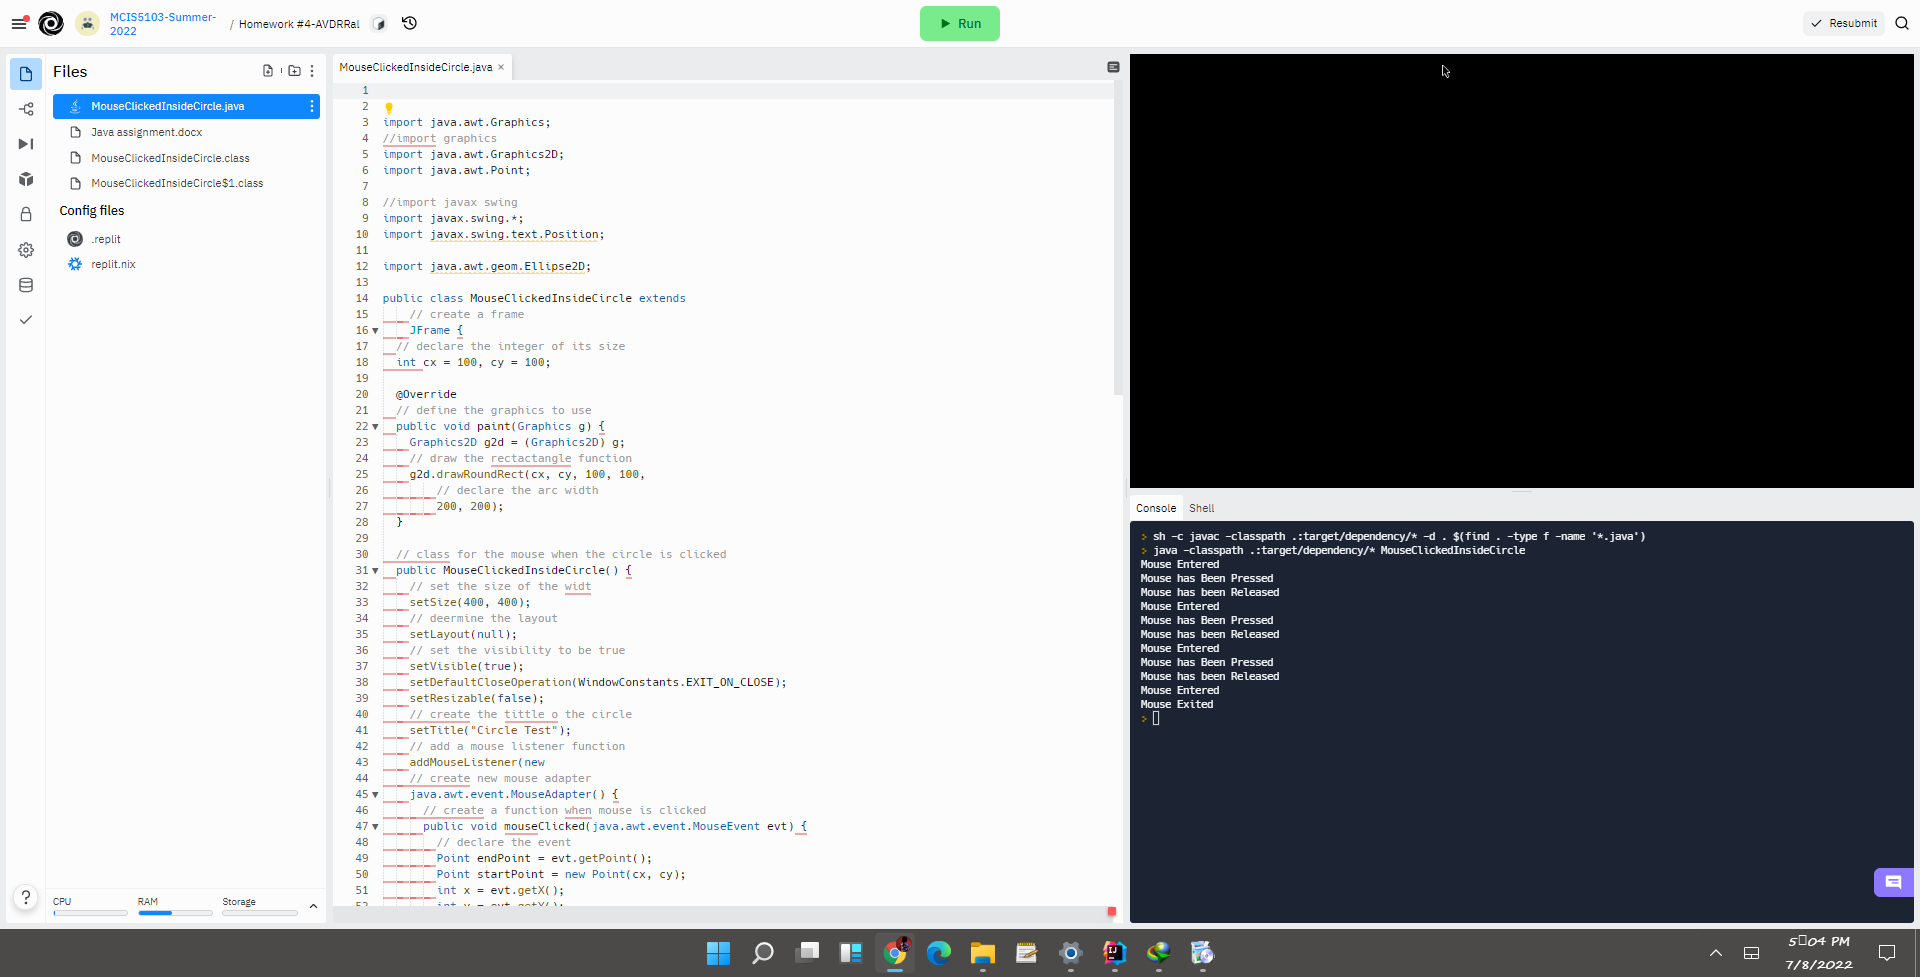 MCIS5103-Summer-
2022
/ Homework #4-AVDRRal
Run
Resubmit
Files
MouseClickedInsideCircle.java
Java assignment.docx
MouseClickedInsideCircle.class
MouseClickedInsideCircle$1.class
Config files
.replit
replit.nix
?
CPU
RAM
Storage
MouseClickedInsideCircle.java ×
1
2
3 import java.awt.Graphics;
4 //import graphics
5 import java.awt.Graphics2D;
6 import java.awt.Point;
7
8 //import javax swing
9 import javax.swing.*;
10 import javax.swing.text.Position;
11
12 import java.awt.geom.Ellipse2D;
13
14 public class MouseClickedInsideCircle extends
15 // create a frame
16 JFrame {
17 // declare the integer of its size
18 int cx = 100, cy = 100;
19
20 @Override
21 // define the graphics to use
22 public void paint(Graphics g) {
23 Graphics2D g2d = (Graphics2D) g;
24 // draw the rectactangle function
25 g2d.drawRoundRect(cx, cy, 100, 100,
26 // declare the arc width
27 200, 200);
28 }
29
30 // class for the mouse when the circle is clicked
31 public MouseClickedInsideCircle() {
32 // set the size of the widt
33 setSize(400, 400);
34 // deermine the layout
35 setLayout(null);
36 // set the visibility to be true
37 setVisible(true);
38 setDefaultCloseOperation(WindowConstants.EXIT_ON_CLOSE);
39 setResizable(false);
40 // create the tittle o the circle
41 setTitle("Circle Test");
42 // add a mouse listener function
43 addMouseListener(new
44 // create new mouse adapter
45 java.awt.event.MouseAdapter() {
46 // create a function when mouse is clicked
47 public void mouseClicked(java.awt.event.MouseEvent evt) {
48 // declare the event
49 Point endPoint = evt.getPoint();
50 Point startPoint = new Point(cx, cy);
51 int x = evt.getX();
52 int y = evt.getY();
Console
Shell
> sh -c javac -classpath .:target/dependency/* -d . $(find . -type f -name '*.java')
> java -classpath .:target/dependency/* MouseClickedInsideCircle
Mouse Entered
Mouse has Been Pressed
Mouse has been Released
Mouse Entered
Mouse has Been Pressed
Mouse has been Released
Mouse Entered
Mouse has Been Pressed
Mouse has been Released
Mouse Entered
Mouse Exited
>
5▯04 PM
7/8/2022